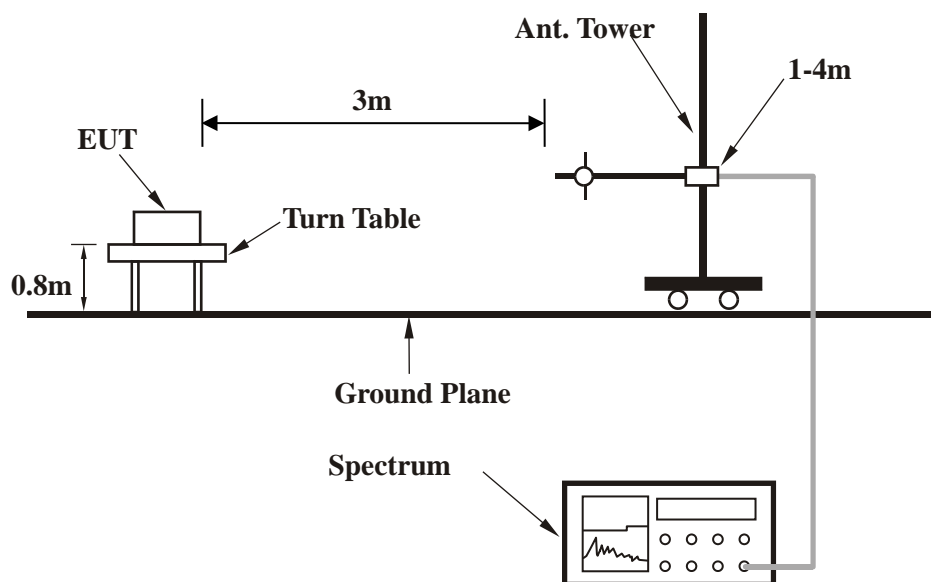 Ant. Tower
1-4m
3m
EUT
Turn Table
0.8m
Ground Plane
Spectrum